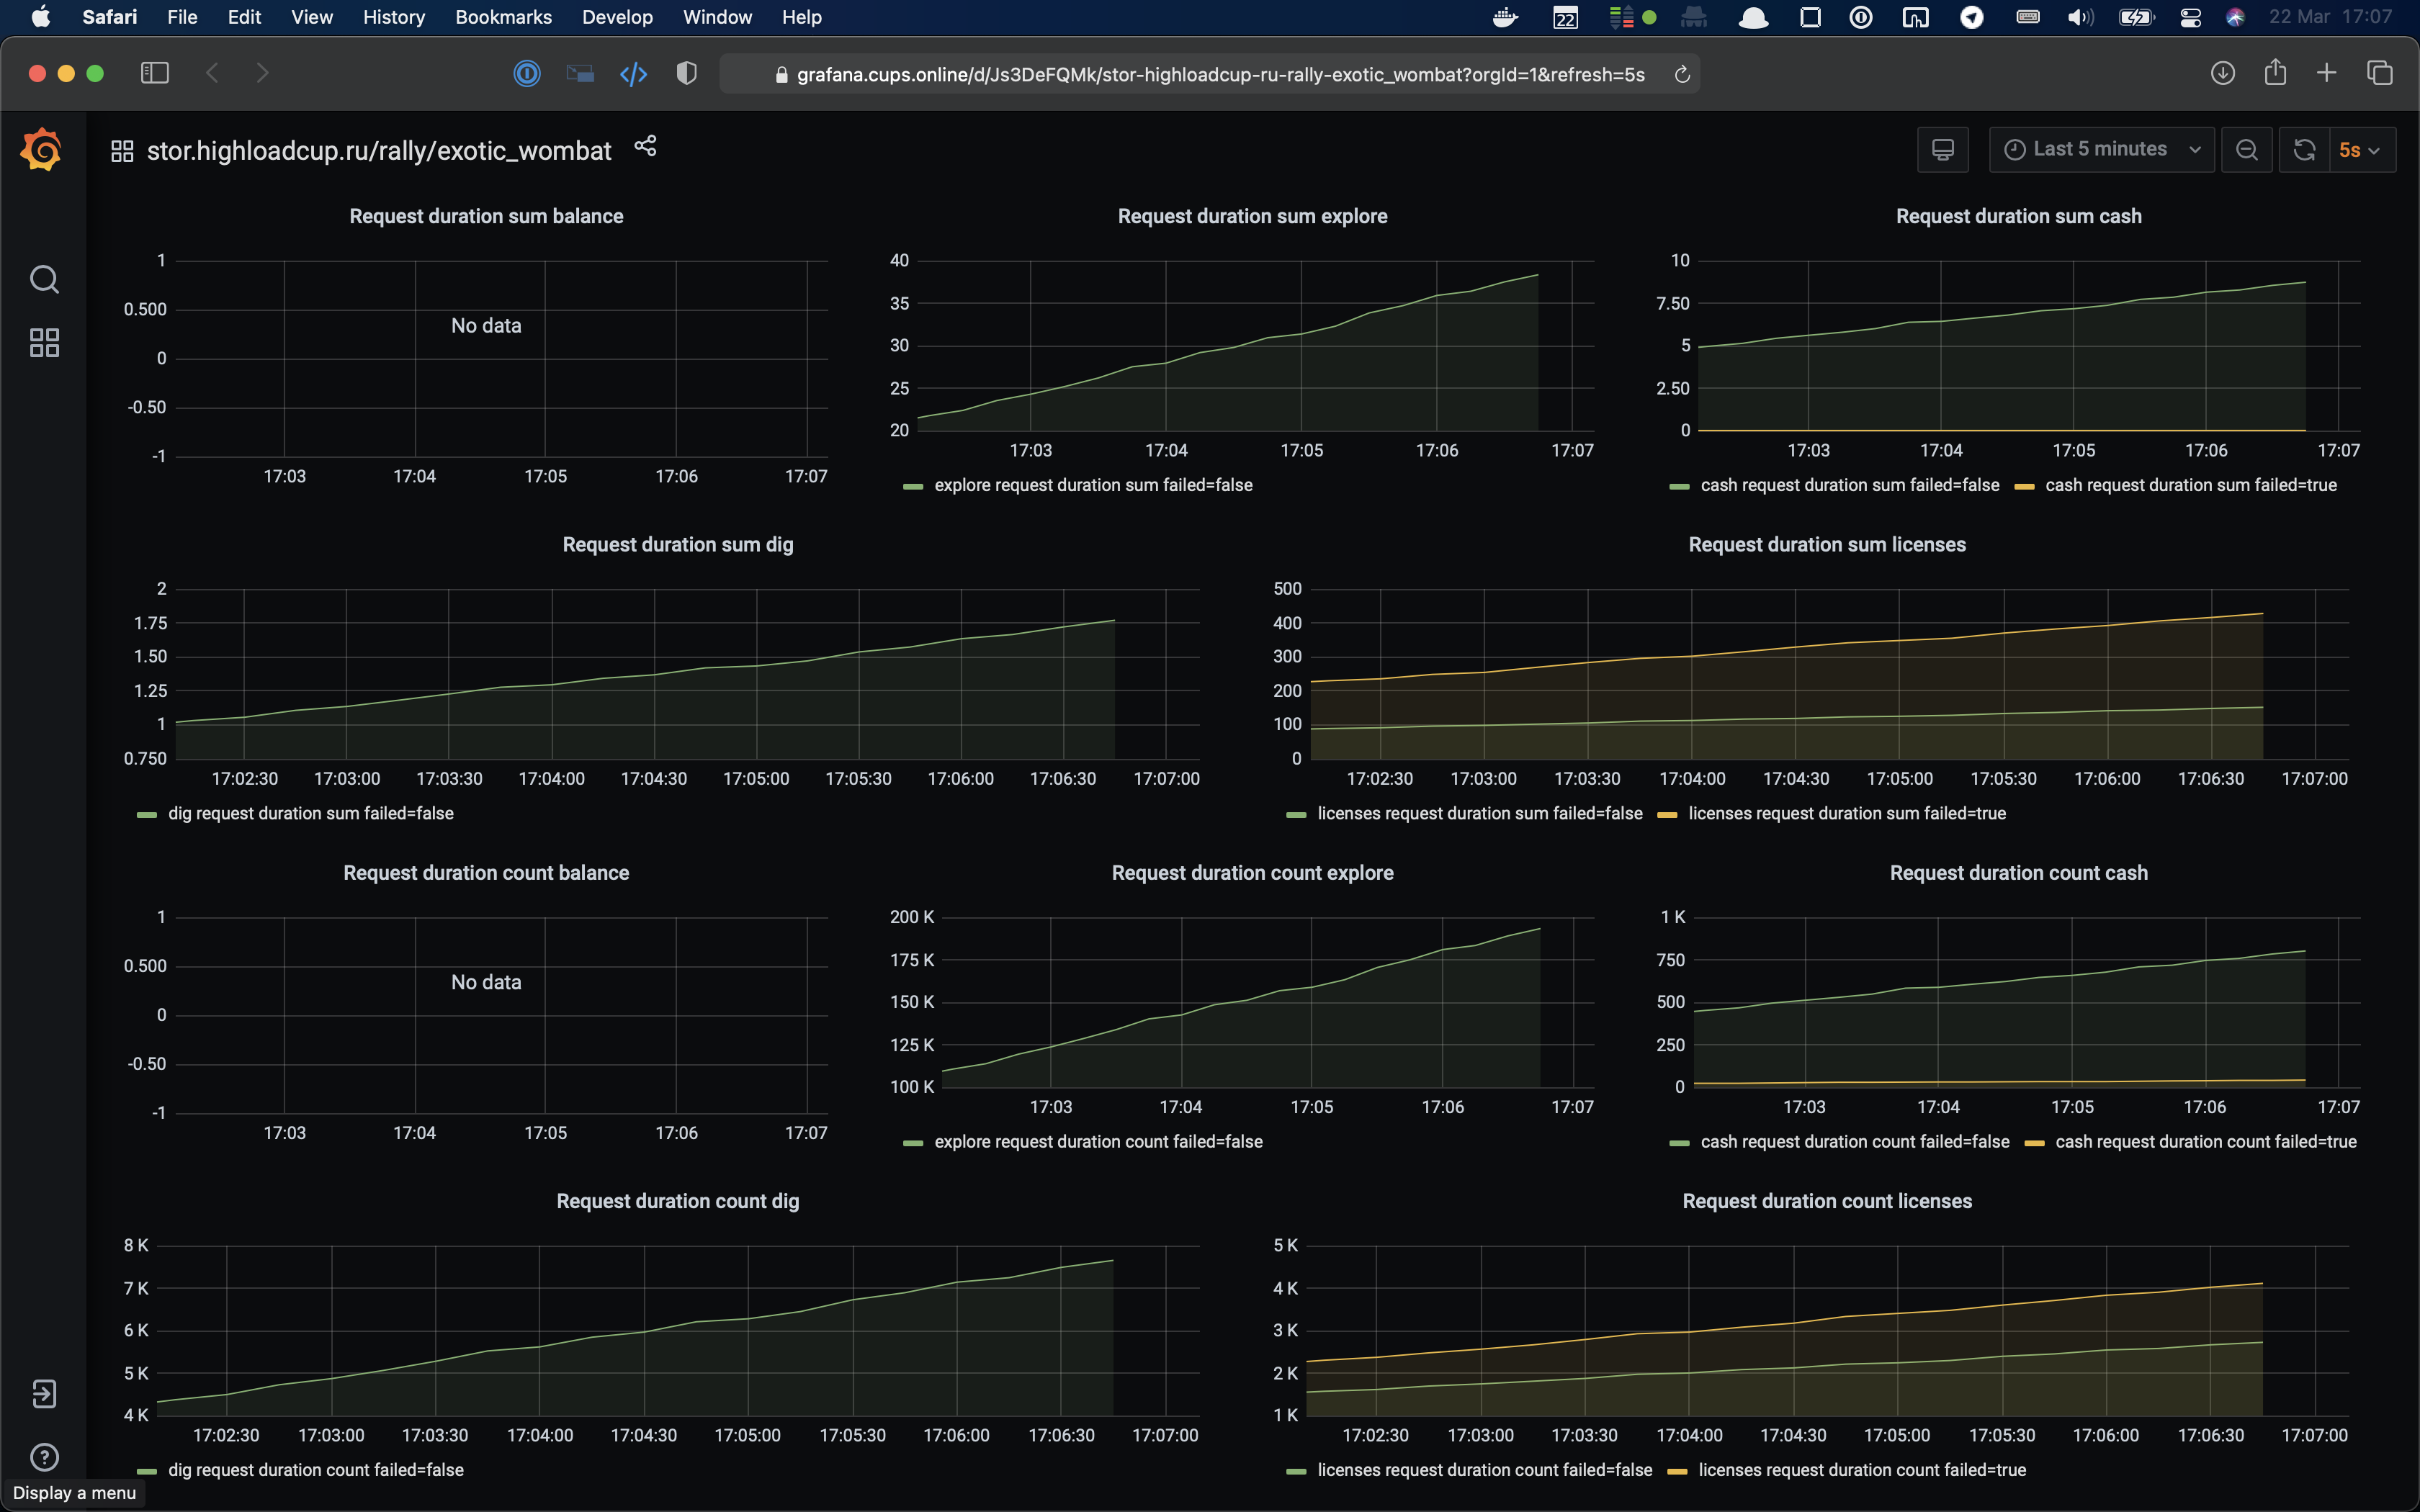 Safari File Edit View History Bookmarks Develop Window Help 22 22 Mar 17:07
grafana.cups.online/d/Js3DeFQMk/stor-highloadcup-ru-rally-exotic_wombat?orgId=1&refresh=5s
stor.highloadcup.ru/rally/exotic_wombat Last 5 minutes 5s
Request duration sum balance
1
0.500
0
-0.50
-1
No data
17:03 17:04 17:05 17:06 17:07
Request duration sum explore
40
35
30
25
20
17:03 17:04 17:05 17:06 17:07
explore request duration sum failed=false
Request duration sum cash
10
7.50
5
2.50
0
17:03 17:04 17:05 17:06 17:07
cash request duration sum failed=false cash request duration sum failed=true
Request duration sum dig
2
1.75
1.50
1.25
1
0.750
17:02:30 17:03:00 17:03:30 17:04:00 17:04:30 17:05:00 17:05:30 17:06:00 17:06:30 17:07:00
dig request duration sum failed=false
Request duration sum licenses
500
400
300
200
100
0
17:02:30 17:03:00 17:03:30 17:04:00 17:04:30 17:05:00 17:05:30 17:06:00 17:06:30 17:07:00
licenses request duration sum failed=false licenses request duration sum failed=true
Request duration count balance
1
0.500
0
-0.50
-1
No data
17:03 17:04 17:05 17:06 17:07
Request duration count explore
200 K
175 K
150 K
125 K
100 K
17:03 17:04 17:05 17:06 17:07
explore request duration count failed=false
Request duration count cash
1 K
750
500
250
0
17:03 17:04 17:05 17:06 17:07
cash request duration count failed=false cash request duration count failed=true
Request duration count dig
8 K
7 K
6 K
5 K
4 K
17:02:30 17:03:00 17:03:30 17:04:00 17:04:30 17:05:00 17:05:30 17:06:00 17:06:30 17:07:00
dig request duration count failed=false
Request duration count licenses
5 K
4 K
3 K
2 K
1 K
17:02:30 17:03:00 17:03:30 17:04:00 17:04:30 17:05:00 17:05:30 17:06:00 17:06:30 17:07:00
licenses request duration count failed=false licenses request duration count failed=true
Display a menu